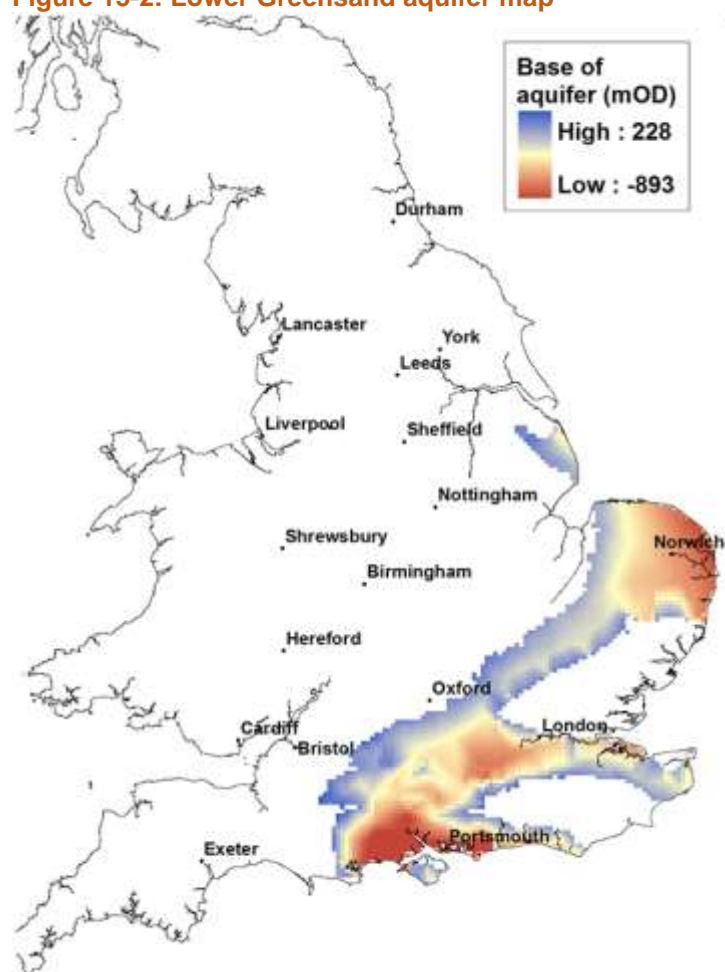 Figure 15-2: Lower Greensand aquifer map
Base of
aquifer (mOD)
High : 228
Low : -893
Durham
Lancaster
York
Leeds
Liverpool
Sheffield
Nottingham
Norwich
Shrewsbury
Birmingham
Hereford
Oxford
London
Cardiff
Bristol
Portsmouth
Exeter